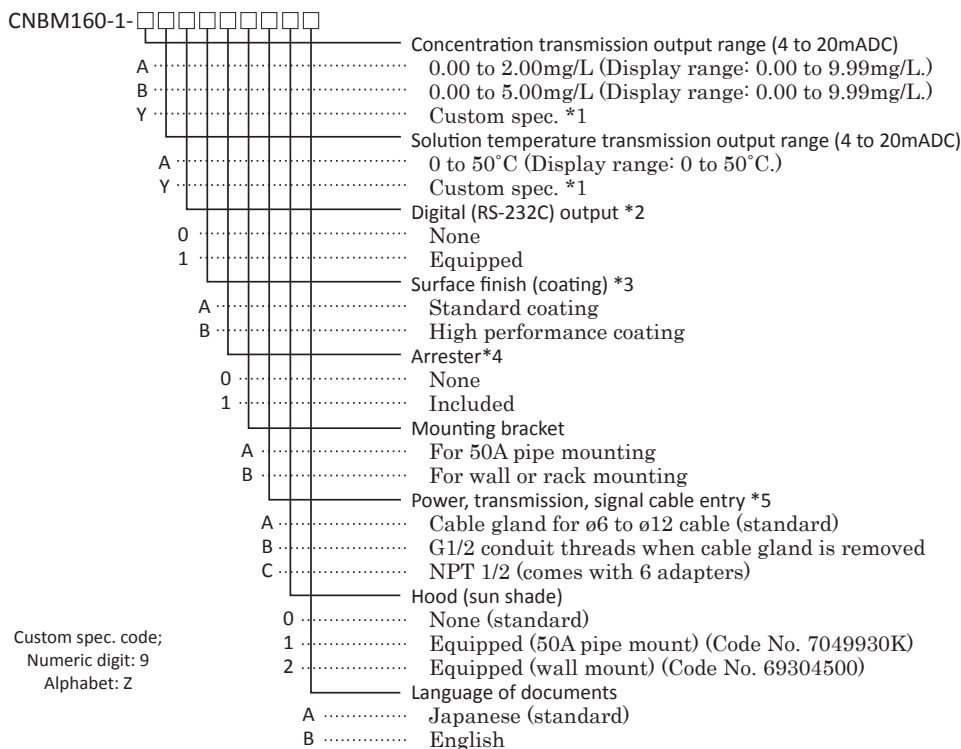 CNBM160-1-□□□□□□□□□
Concentration transmission output range (4 to 20mADC)
A 0.00 to 2.00mg/L (Display range: 0.00 to 9.99mg/L.)
B 0.00 to 5.00mg/L (Display range: 0.00 to 9.99mg/L.)
Y Custom spec. *1
Solution temperature transmission output range (4 to 20mADC)
A 0 to 50°C (Display range: 0 to 50°C.)
Y Custom spec. *1
Digital (RS-232C) output *2
0 None
1 Equipped
Surface finish (coating) *3
A Standard coating
B High performance coating
Arrester*4
0 None
1 Included
Mounting bracket
A For 50A pipe mounting
B For wall or rack mounting
Power, transmission, signal cable entry *5
A Cable gland for ø6 to ø12 cable (standard)
B G1/2 conduit threads when cable gland is removed
C NPT 1/2 (comes with 6 adapters)
Hood (sun shade)
0 None (standard)
1 Equipped (50A pipe mount) (Code No. 7049930K)
2 Equipped (wall mount) (Code No. 69304500)
Language of documents
A Japanese (standard)
B English
Custom spec. code;
Numeric digit: 9
Alphabet: Z